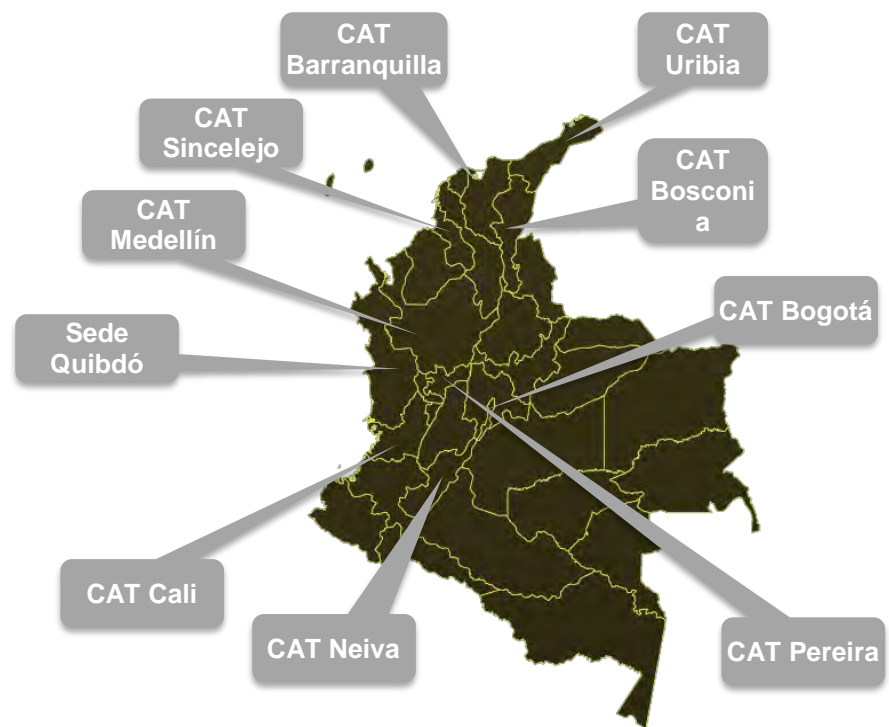 CAT
Barranquilla
CAT
Uribia
CAT
Sincelejo
CAT
Bosconi
a
CAT
Medellín
CAT Bogotá
Sede
Quibdó
CAT Cali
CAT Neiva
CAT Pereira